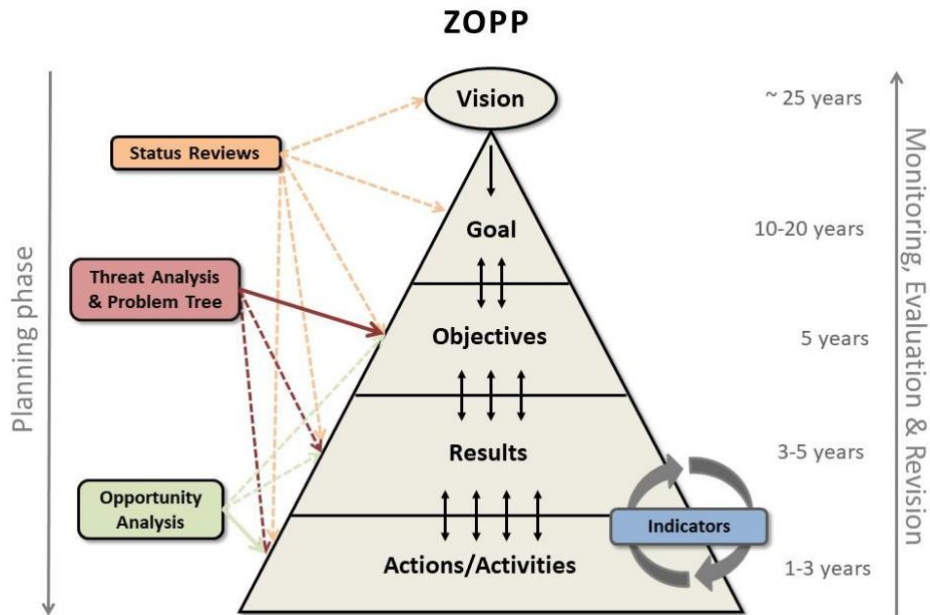 ZOPP
Vision
~ 25 years
Status Reviews
Goal
10-20 years
Threat Analysis
& Problem Tree
Objectives
5 years
Planning phase
Monitoring, Evaluation & Revision
Results
3-5 years
Opportunity
Analysis
Indicators
Actions/Activities
1-3 years